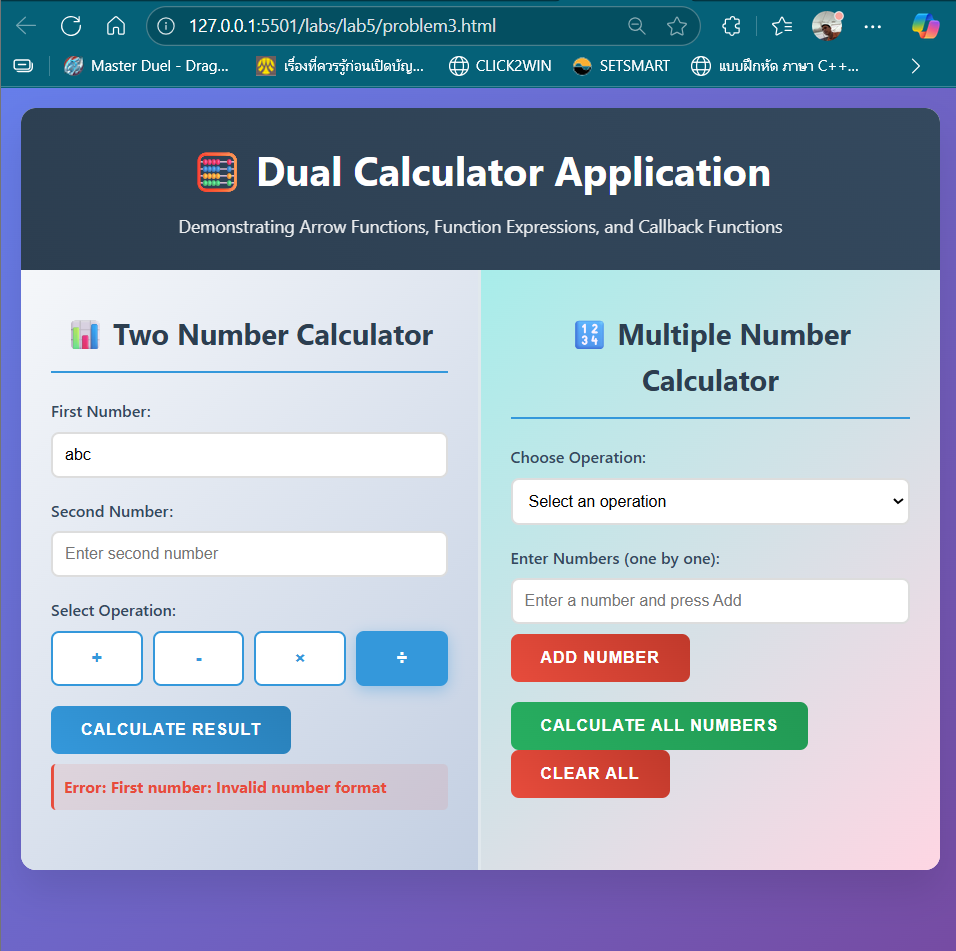 127.0.0.1:5501/labs/lab5/problem3.html
Master Duel - Drag...
เรื่องที่ควรรู้ก่อนเปิดบัญ...
CLICK2WIN
SETSMART
แบบฝึกหัด ภาษา C++...
Dual Calculator Application
Demonstrating Arrow Functions, Function Expressions, and Callback Functions
Two Number Calculator
First Number:
abc
Second Number:
Enter second number
Select Operation:
+ - × ÷
CALCULATE RESULT
Error: First number: Invalid number format
1 2
3 4
Multiple Number
Calculator
Choose Operation:
Select an operation
Enter Numbers (one by one):
Enter a number and press Add
ADD NUMBER
CALCULATE ALL NUMBERS
CLEAR ALL